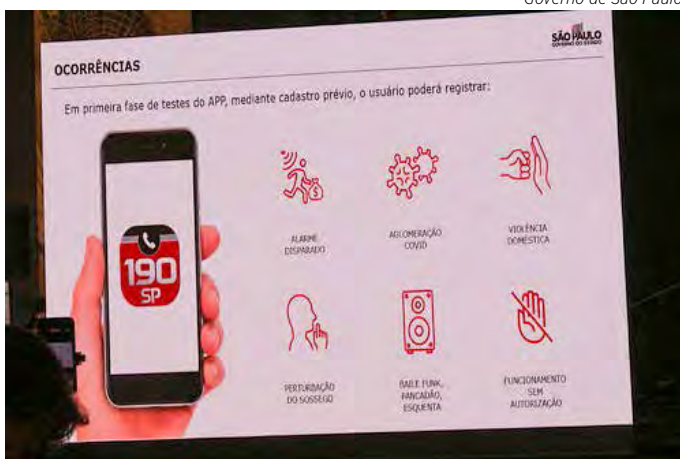 Governo de São Paulo
SÃO PAULO
GOVERNO DO ESTADO
OCORRÊNCIAS
Em primeira fase de testes do APP, mediante cadastro prévio, o usuário poderá registrar:
190
SP
ALARME
DISPARADO
AGLOMERAÇÃO
COVID
VIOLÊNCIA
DOMÉSTICA
PERTURBAÇÃO
DO SOSSEGO
BAILE FUNK,
PANCADÃO,
ESQUENTA
FUNCIONAMENTO
SEM
AUTORIZAÇÃO